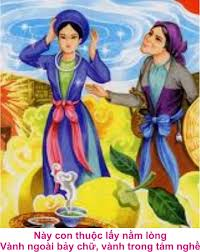 Này con thuộc lấy nằm lòng
Vành ngoài bảy chữ, vành trong tám nghề